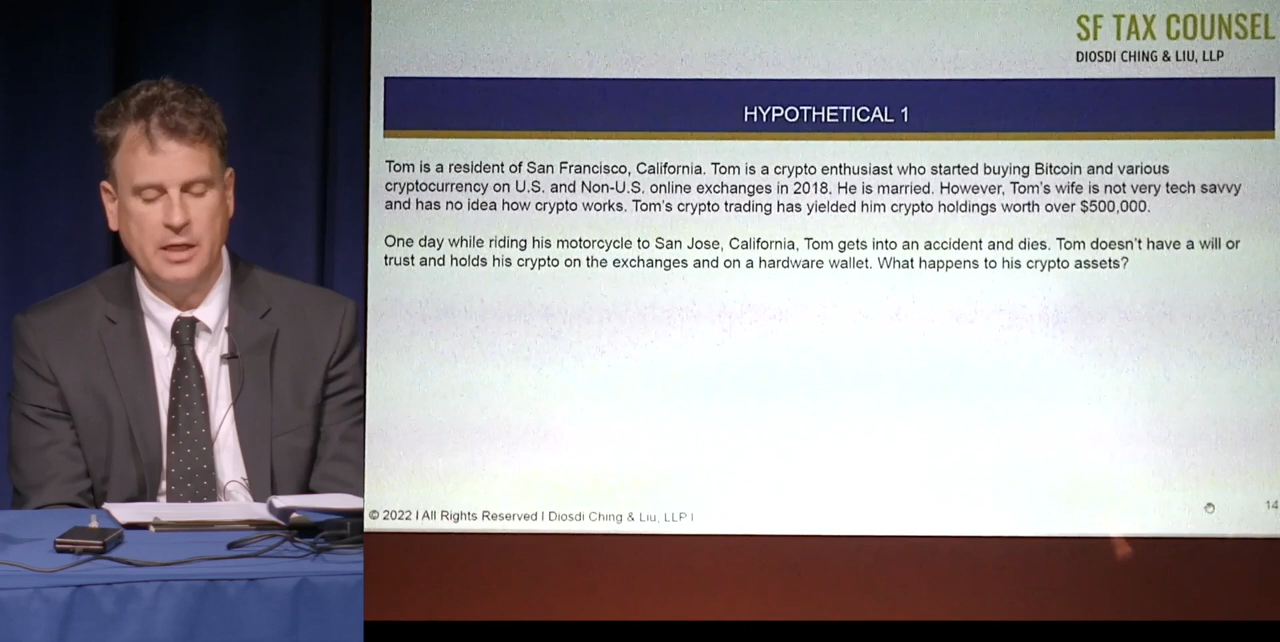 SF TAX COUNSEL
DIOSDI CHING & LIU, LLP
HYPOTHETICAL 1
Tom is a resident of San Francisco, California. Tom is a crypto enthusiast who started buying Bitcoin and various
cryptocurrency on U.S. and Non-U.S. online exchanges in 2018. He is married. However, Tom's wife is not very tech savvy
and has no idea how crypto works. Tom's crypto trading has yielded him crypto holdings worth over $500,000.
One day while riding his motorcycle to San Jose, California, Tom gets into an accident and dies. Tom doesn't have a will or
trust and holds his crypto on the exchanges and on a hardware wallet. What happens to his crypto assets?
© 2022 I All Rights Reserved I Diosdi Ching & Liu, LLP I
14